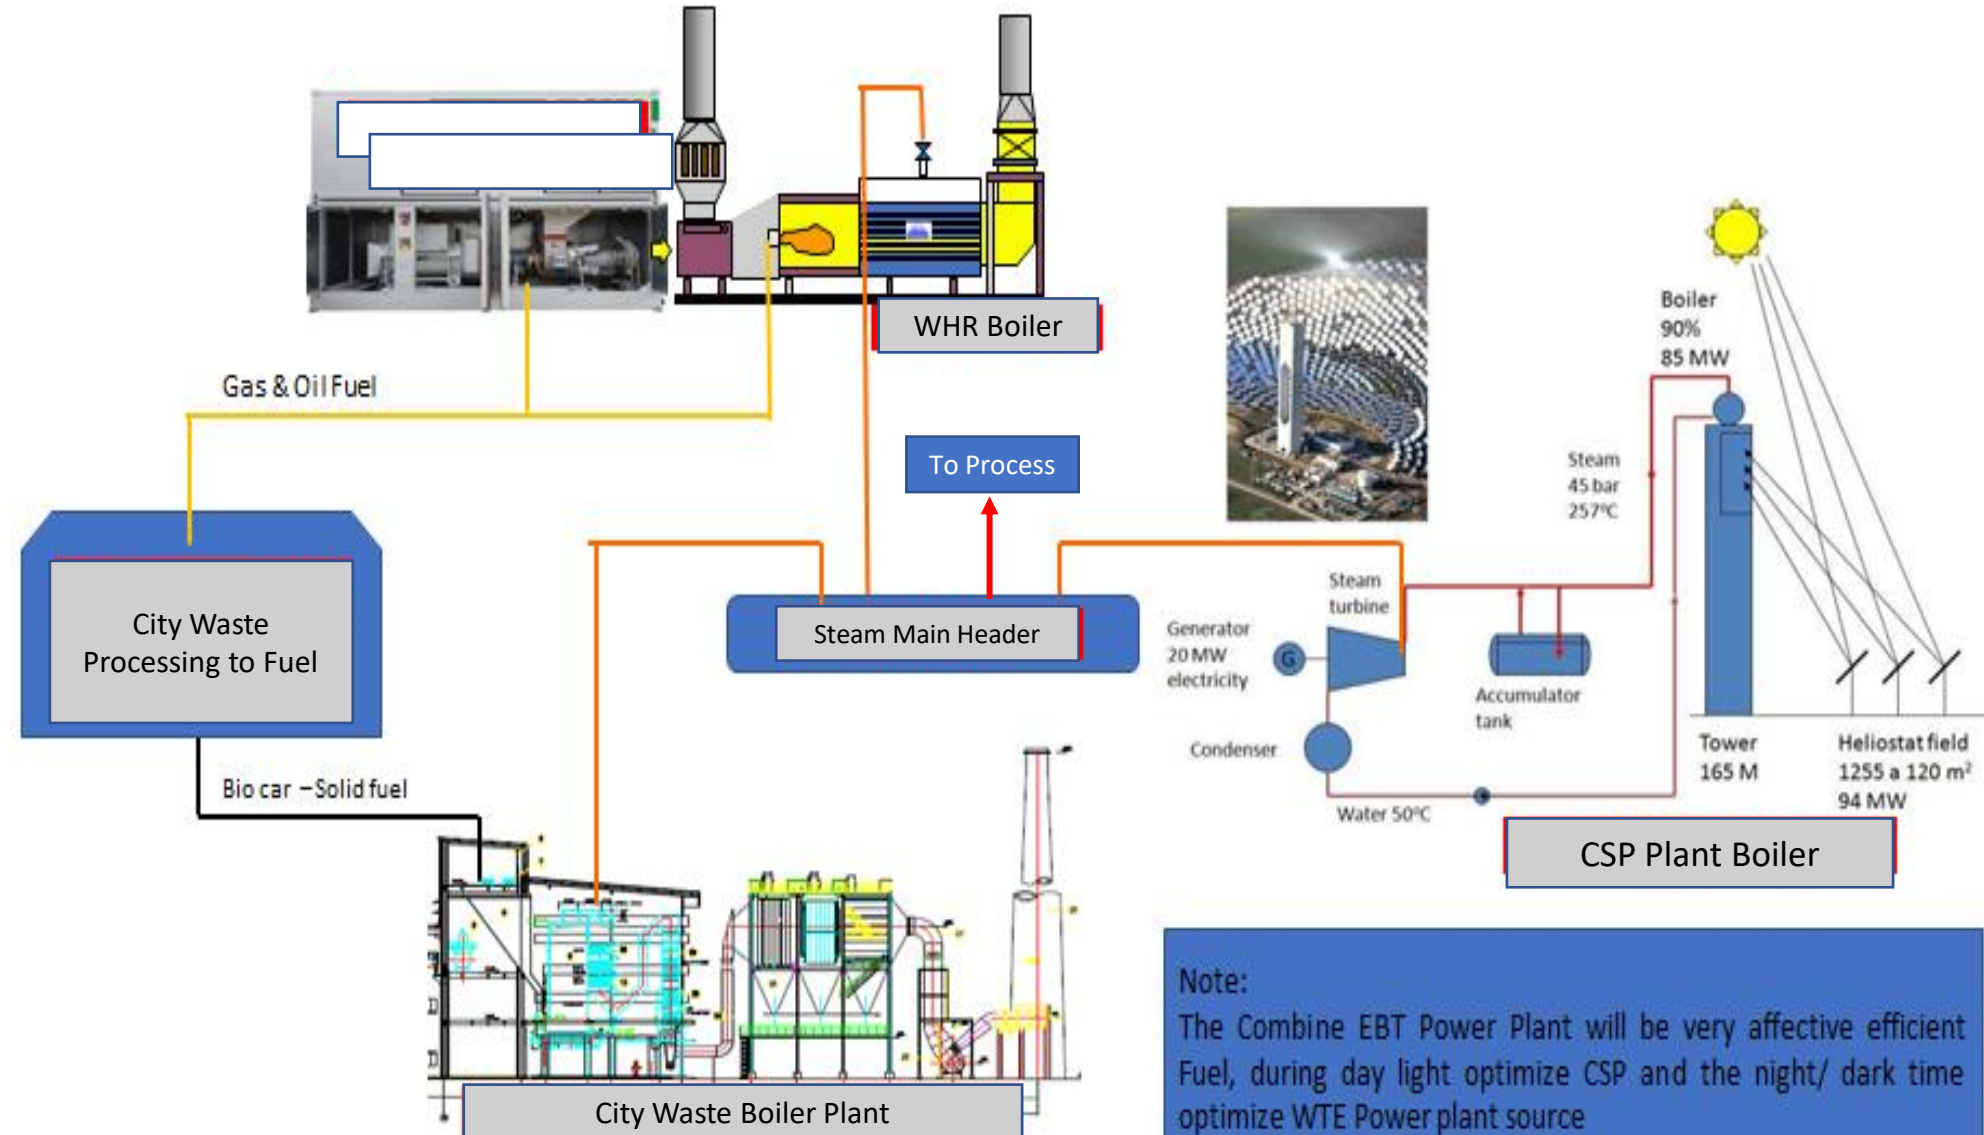 WHR Boiler
Gas & Oil Fuel
To Process
City Waste
Processing to Fuel
Steam Main Header
Bio car – Solid fuel
City Waste Boiler Plant
Boiler
90%
85 MW
Steam
45 bar
257ºC
Steam
turbine
Generator
20 MW
electricity
G
Accumulator
tank
Condenser
Water 50ºC
Tower
165 M
Heliostat field
1255 a 120 m²
94 MW
CSP Plant Boiler
Note:
The Combine EBT Power Plant will be very affective efficient
Fuel, during day light optimize CSP and the night/ dark time
optimize WTE Power plant source